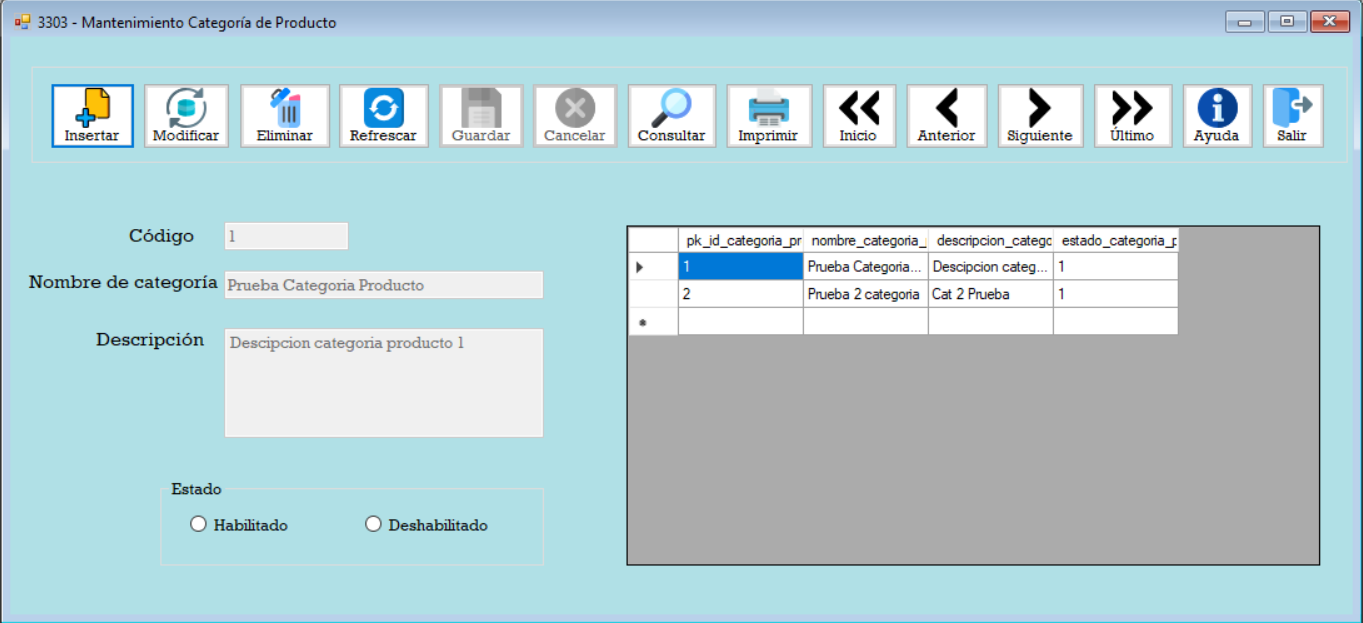 3303 - Mantenimiento Categoría de Producto
Insertar Modificar Eliminar Refrescar Guardar Cancelar Consultar Imprimir Inicio Anterior Siguiente Último Ayuda Salir
Código 1
Nombre de categoría Prueba Categoria Producto
Descripción Descipcion categoria producto 1
Estado
Habilitado Deshabilitado
pk_id_categoria_pr nombre_categoria_ descripcion_catego estado_categoria_p
1 Prueba Categoria... Descipcion categ... 1
2 Prueba 2 categoria Cat 2 Prueba 1